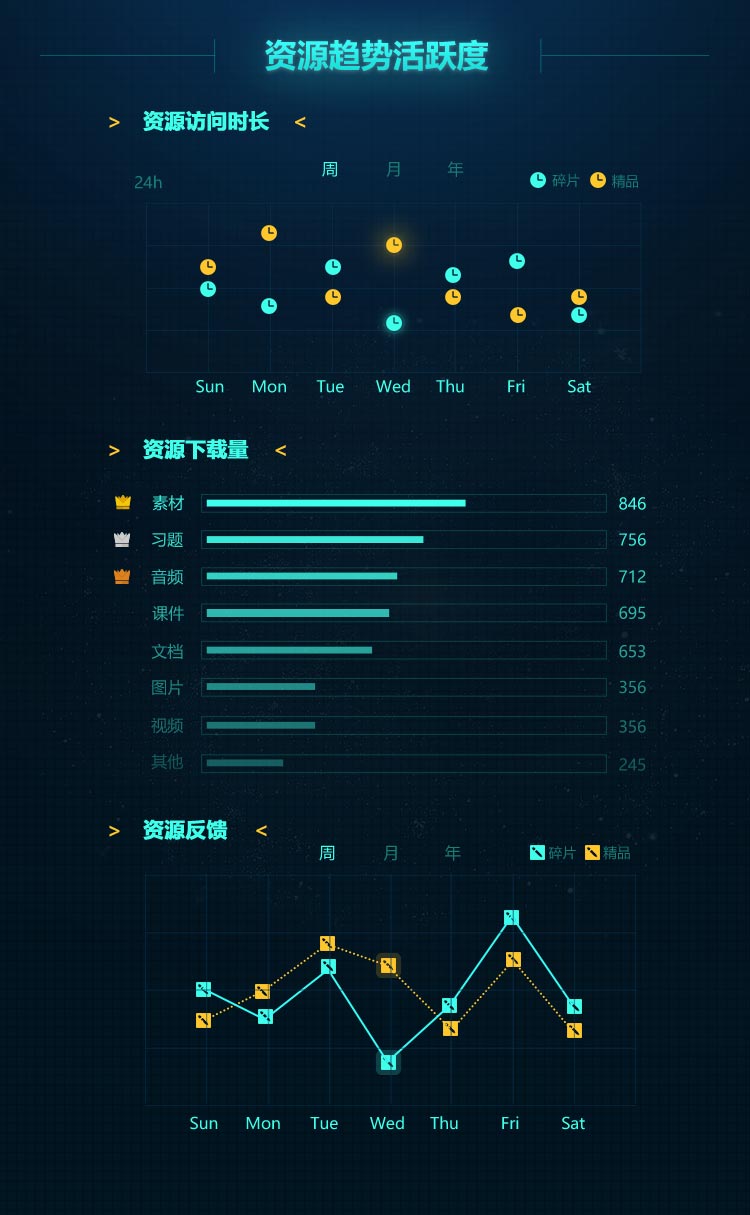 资源趋势活跃度
> 资源访问时长 <
周 月 年
24h 碎片 精品
Sun Mon Tue Wed Thu Fri Sat
> 资源下载量 <
素材 846
习题 756
音频 712
课件 695
文档 653
图片 356
视频 356
其他 245
> 资源反馈 <
周 月 年 碎片 精品
Sun Mon Tue Wed Thu Fri Sat